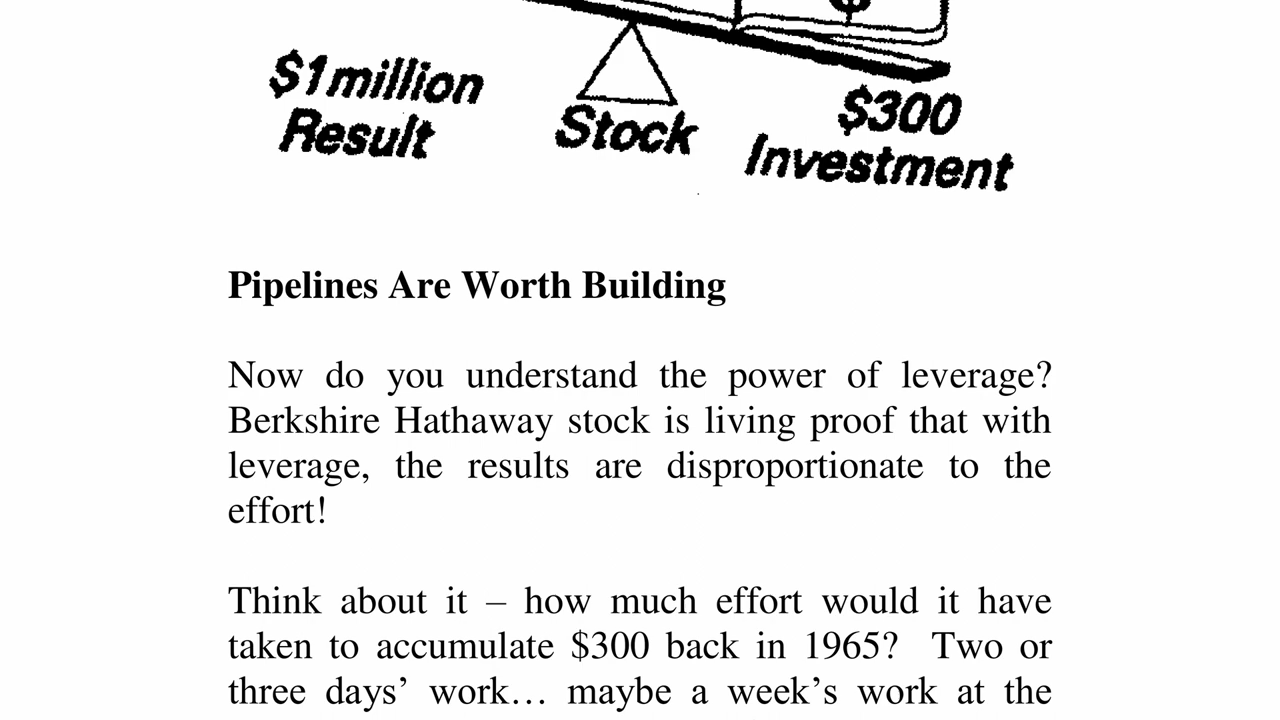 $1 million
Result
Stock
$300
Investment
Pipelines Are Worth Building
Now do you understand the power of leverage?
Berkshire Hathaway stock is living proof that with
leverage, the results are disproportionate to the
effort!
Think about it – how much effort would it have
taken to accumulate $300 back in 1965? Two or
three days’ work… maybe a week’s work at the